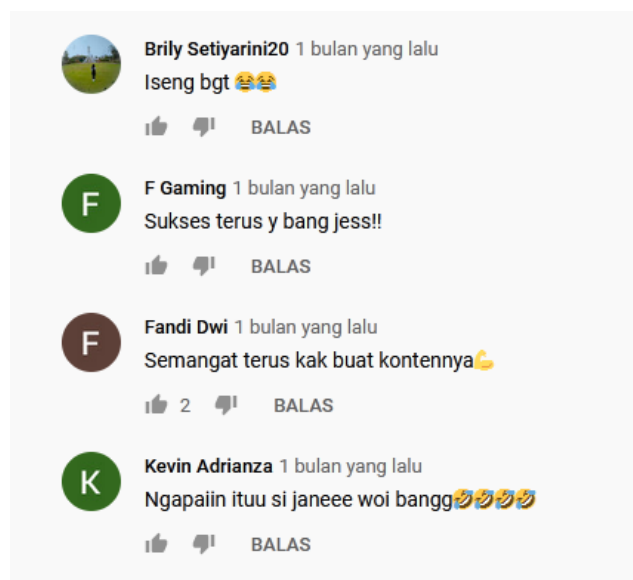 Brily Setiyarini20 1 bulan yang lalu
Iseng bgt 😂😂
BALAS
F
F Gaming 1 bulan yang lalu
Sukses terus y bang jess!!
BALAS
F
Fandi Dwi 1 bulan yang lalu
Semangat terus kak buat kontennya💪
2 BALAS
K
Kevin Adrianza 1 bulan yang lalu
Ngapaiin ituu si janeee woi bangg🤣🤣🤣🤣
BALAS